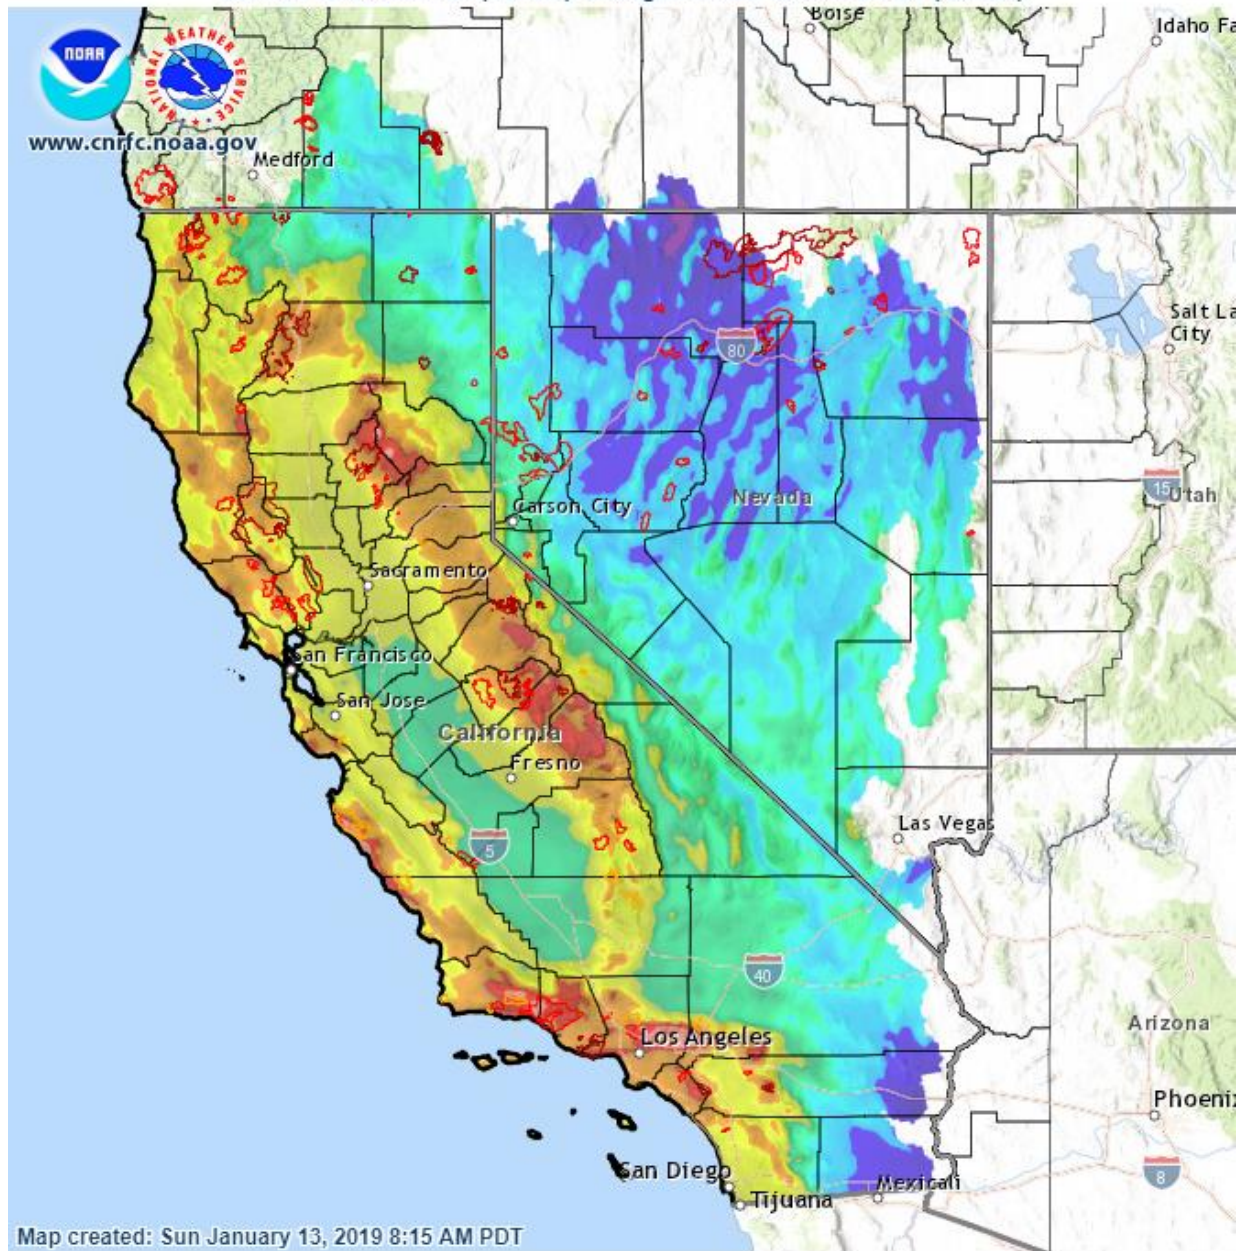 Boise
Idaho Fa
NOAA
NATIONAL WEATHER SERVICE
www.cnrfc.noaa.gov
Medford
Salt La
City
80
Carson City
Nevada
15
Utah
Sacramento
San Francisco
San Jose
California
Fresno
5
Las Vegas
40
Los Angeles
Arizona
Phoenix
San Diego
Mexicali
8
Tijuana
Map created: Sun January 13, 2019 8:15 AM PDT